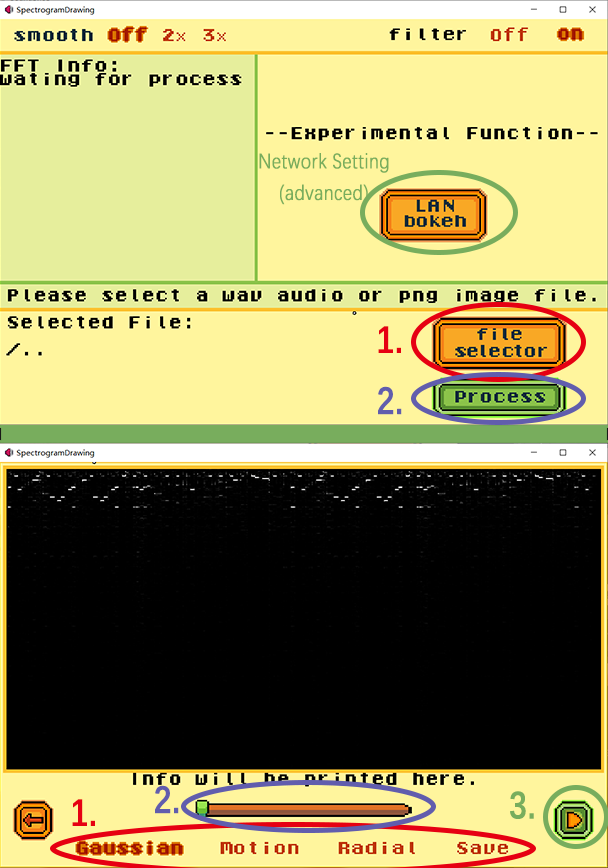 SpectrogramDrawing
smooth Off 2x 3x filter Off on
FFT Info:
wating for process
--Experimental Function--
Network Setting
(advanced)
LAN
bokeh
Please select a wav audio or png image file.
Selected File:
/..
1.
file
selector
2.
Process
SpectrogramDrawing
Info will be printed here.
1.
2.
3.
Gaussian Motion Radial Save